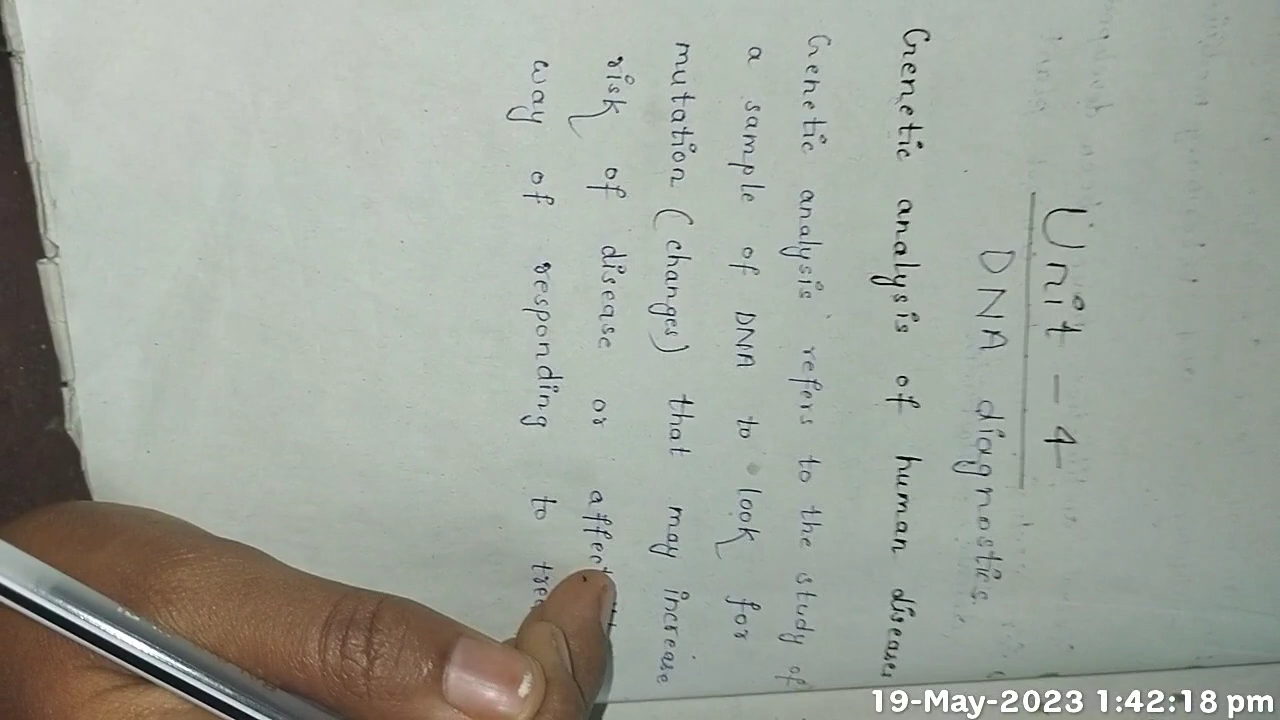 Unit - 4
DNA diagnostics.
Genetic analysis of human diseases
Genetic analysis refers to the study of
a sample of DNA to look for
mutation (changes) that may increase
risk of disease or affect
way of responding to
19-May-2023 1:42:18 pm